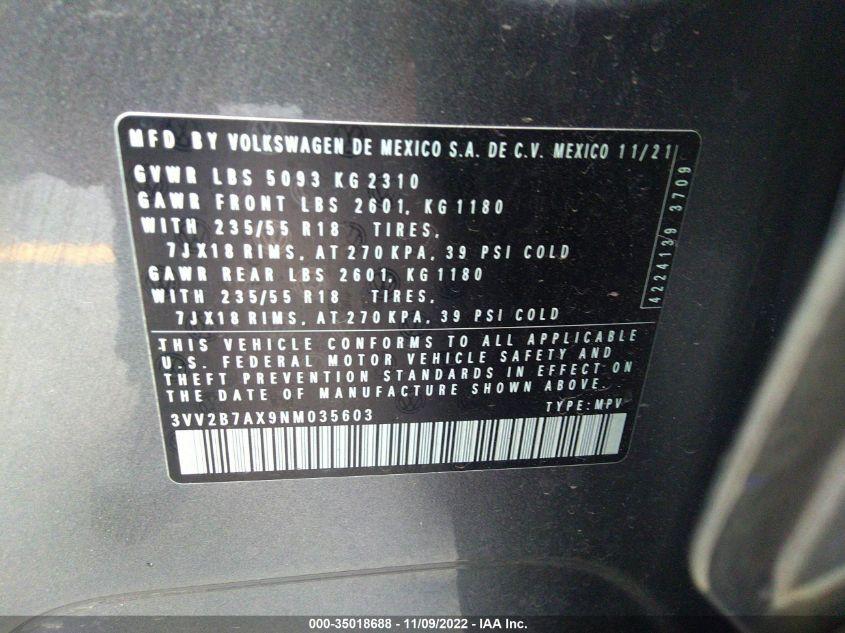 MFD BY VOLKSWAGEN DE MEXICO S.A. DE C.V. MEXICO 11/21
GVWR LBS 5093 KG 2310
GAWR FRONT LBS 2601, KG 1180
WITH 235/55 R18 TIRES,
7JX18 RIMS, AT 270 KPA, 39 PSI COLD
GAWR REAR LBS 2601, KG 1180
WITH 235/55 R18 TIRES,
7JX18 RIMS, AT 270 KPA, 39 PSI COLD
THIS VEHICLE CONFORMS TO ALL APPLICABLE
U.S. FEDERAL MOTOR VEHICLE SAFETY AND
THEFT PREVENTION STANDARDS IN EFFECT ON
THE DATE OF MANUFACTURE SHOWN ABOVE.
3VV2B7AX9NM035603 TYPE: MPV
4224139 3709
000-35018688 - 11/09/2022 - IAA Inc.